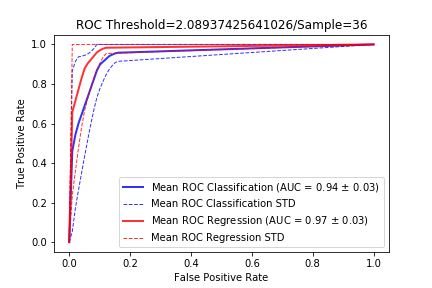 ROC Threshold=2.08937425641026/Sample=36
True Positive Rate
1.0
0.8
0.6
0.4
0.2
0.0
Mean ROC Classification (AUC = 0.94 ± 0.03)
Mean ROC Classification STD
Mean ROC Regression (AUC = 0.97 ± 0.03)
Mean ROC Regression STD
0.0 0.2 0.4 0.6 0.8 1.0
False Positive Rate